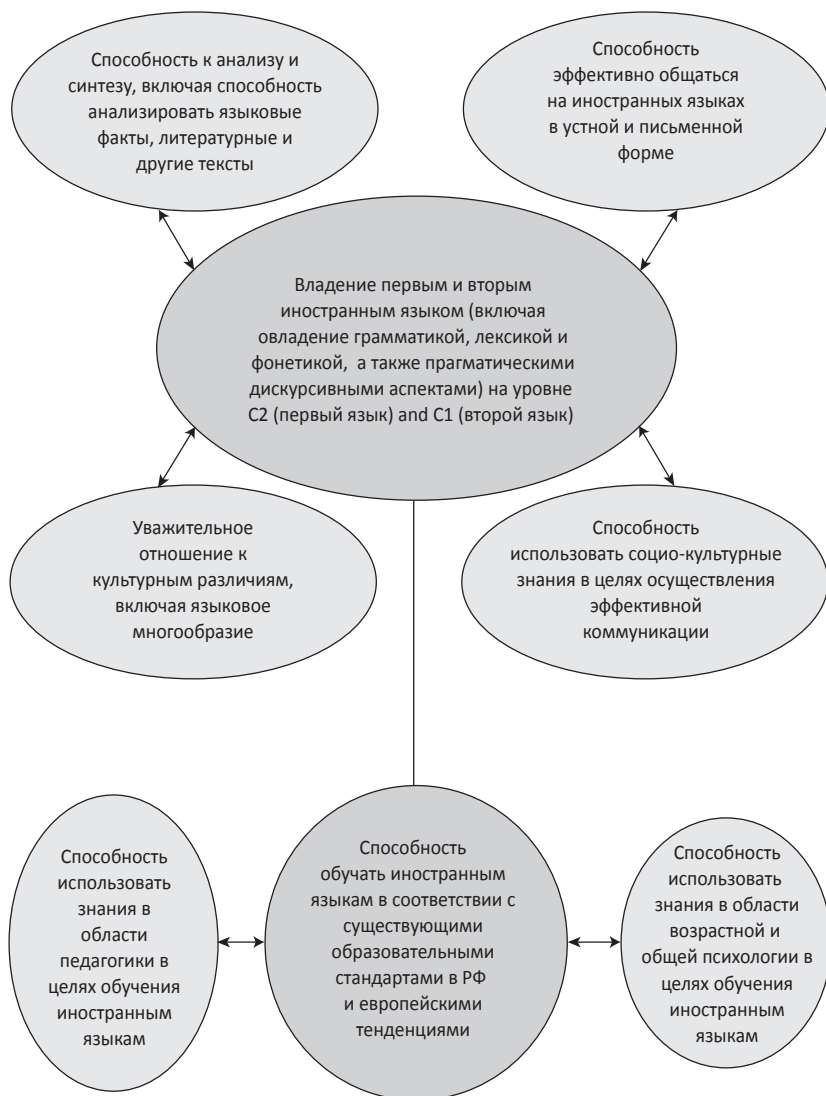 Способность к анализу и
синтезу, включая способность
анализировать языковые
факты, литературные и
другие тексты
Способность
эффективно общаться
на иностранных языках
в устной и письменной
форме
Владение первым и вторым
иностранным языком (включая
овладение грамматикой, лексикой и
фонетикой, а также прагматическими
дискурсивными аспектами) на уровне
C2 (первый язык) and C1 (второй язык)
Уважительное
отношение к
культурным различиям,
включая языковое
многообразие
Способность
использовать социо-культурные
знания в целях осуществления
эффективной
коммуникации
Способность
использовать
знания в
области
педагогики в
целях обучения
иностранным
языкам
Способность
обучать иностранным
языкам в соответствии с
существующими
образовательными
стандартами в РФ
и европейскими
тенденциями
Способность
использовать
знания в области
возрастной и
общей психологии в
целях обучения
иностранным
языкам